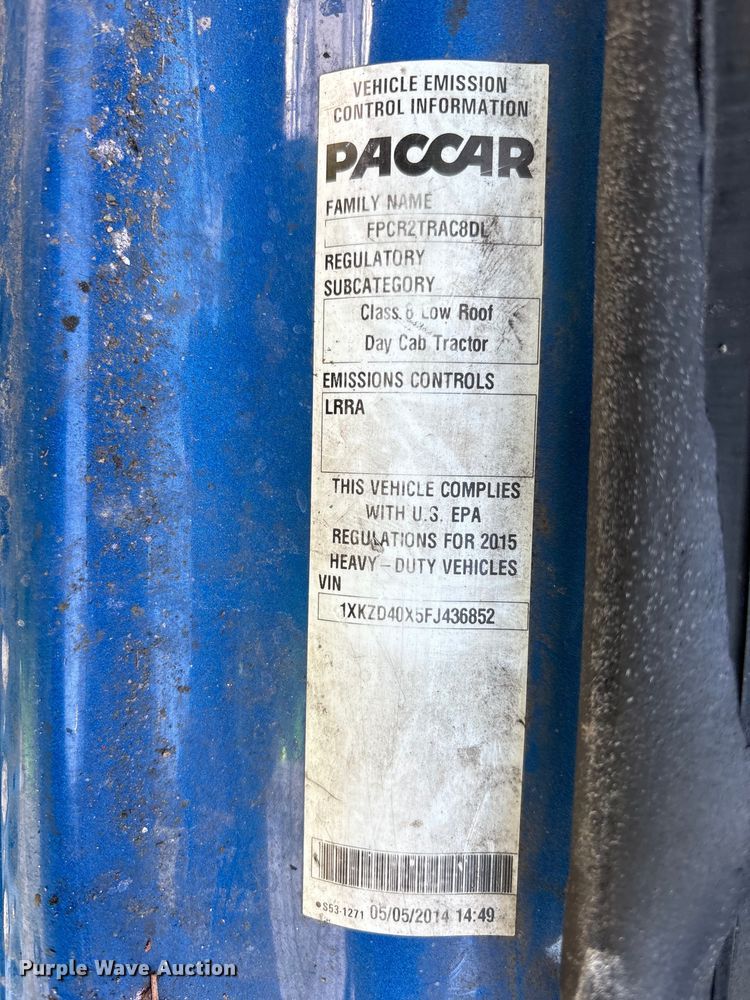 VEHICLE EMISSION
CONTROL INFORMATION
PACCAR
FAMILY NAME
FPCR2TRAC8DL
REGULATORY
SUBCATEGORY
Class 8 Low Roof
Day Cab Tractor
EMISSIONS CONTROLS
LRRA
THIS VEHICLE COMPLIES
WITH U.S. EPA
REGULATIONS FOR 2015
HEAVY-DUTY VEHICLES
VIN
1XKZD40X5FJ436852
S53-1271 05/05/2014 14:49
Purple Wave Auction